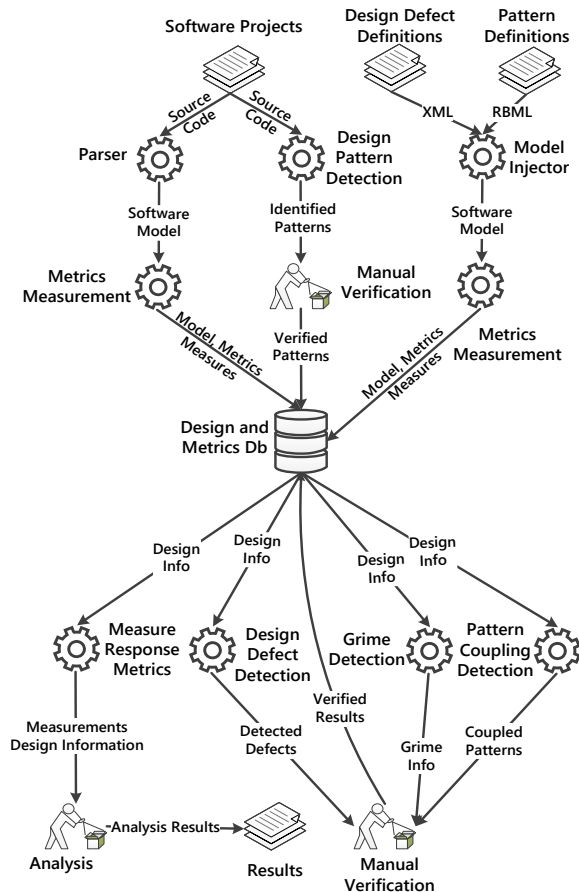 Software Projects
Design Defect
Definitions
Pattern
Definitions
Source
Code
Source
Code
XML
RBML
Parser
Design
Pattern
Detection
Model
Injector
Software
Model
Identified
Patterns
Software
Model
Metrics
Measurement
Manual
Verification
Metrics
Measurement
Model, Metrics
Measures
Verified
Patterns
Model, Metrics
Measures
Design and
Metrics Db
Design
Info
Design
Info
Design
Info
Design
Info
Measure
Response
Metrics
Design
Defect
Detection
Grime
Detection
Pattern
Coupling
Detection
Verified
Results
Measurements
Design Information
Detected
Defects
Grime
Info
Coupled
Patterns
Analysis
Analysis Results
Results
Manual
Verification